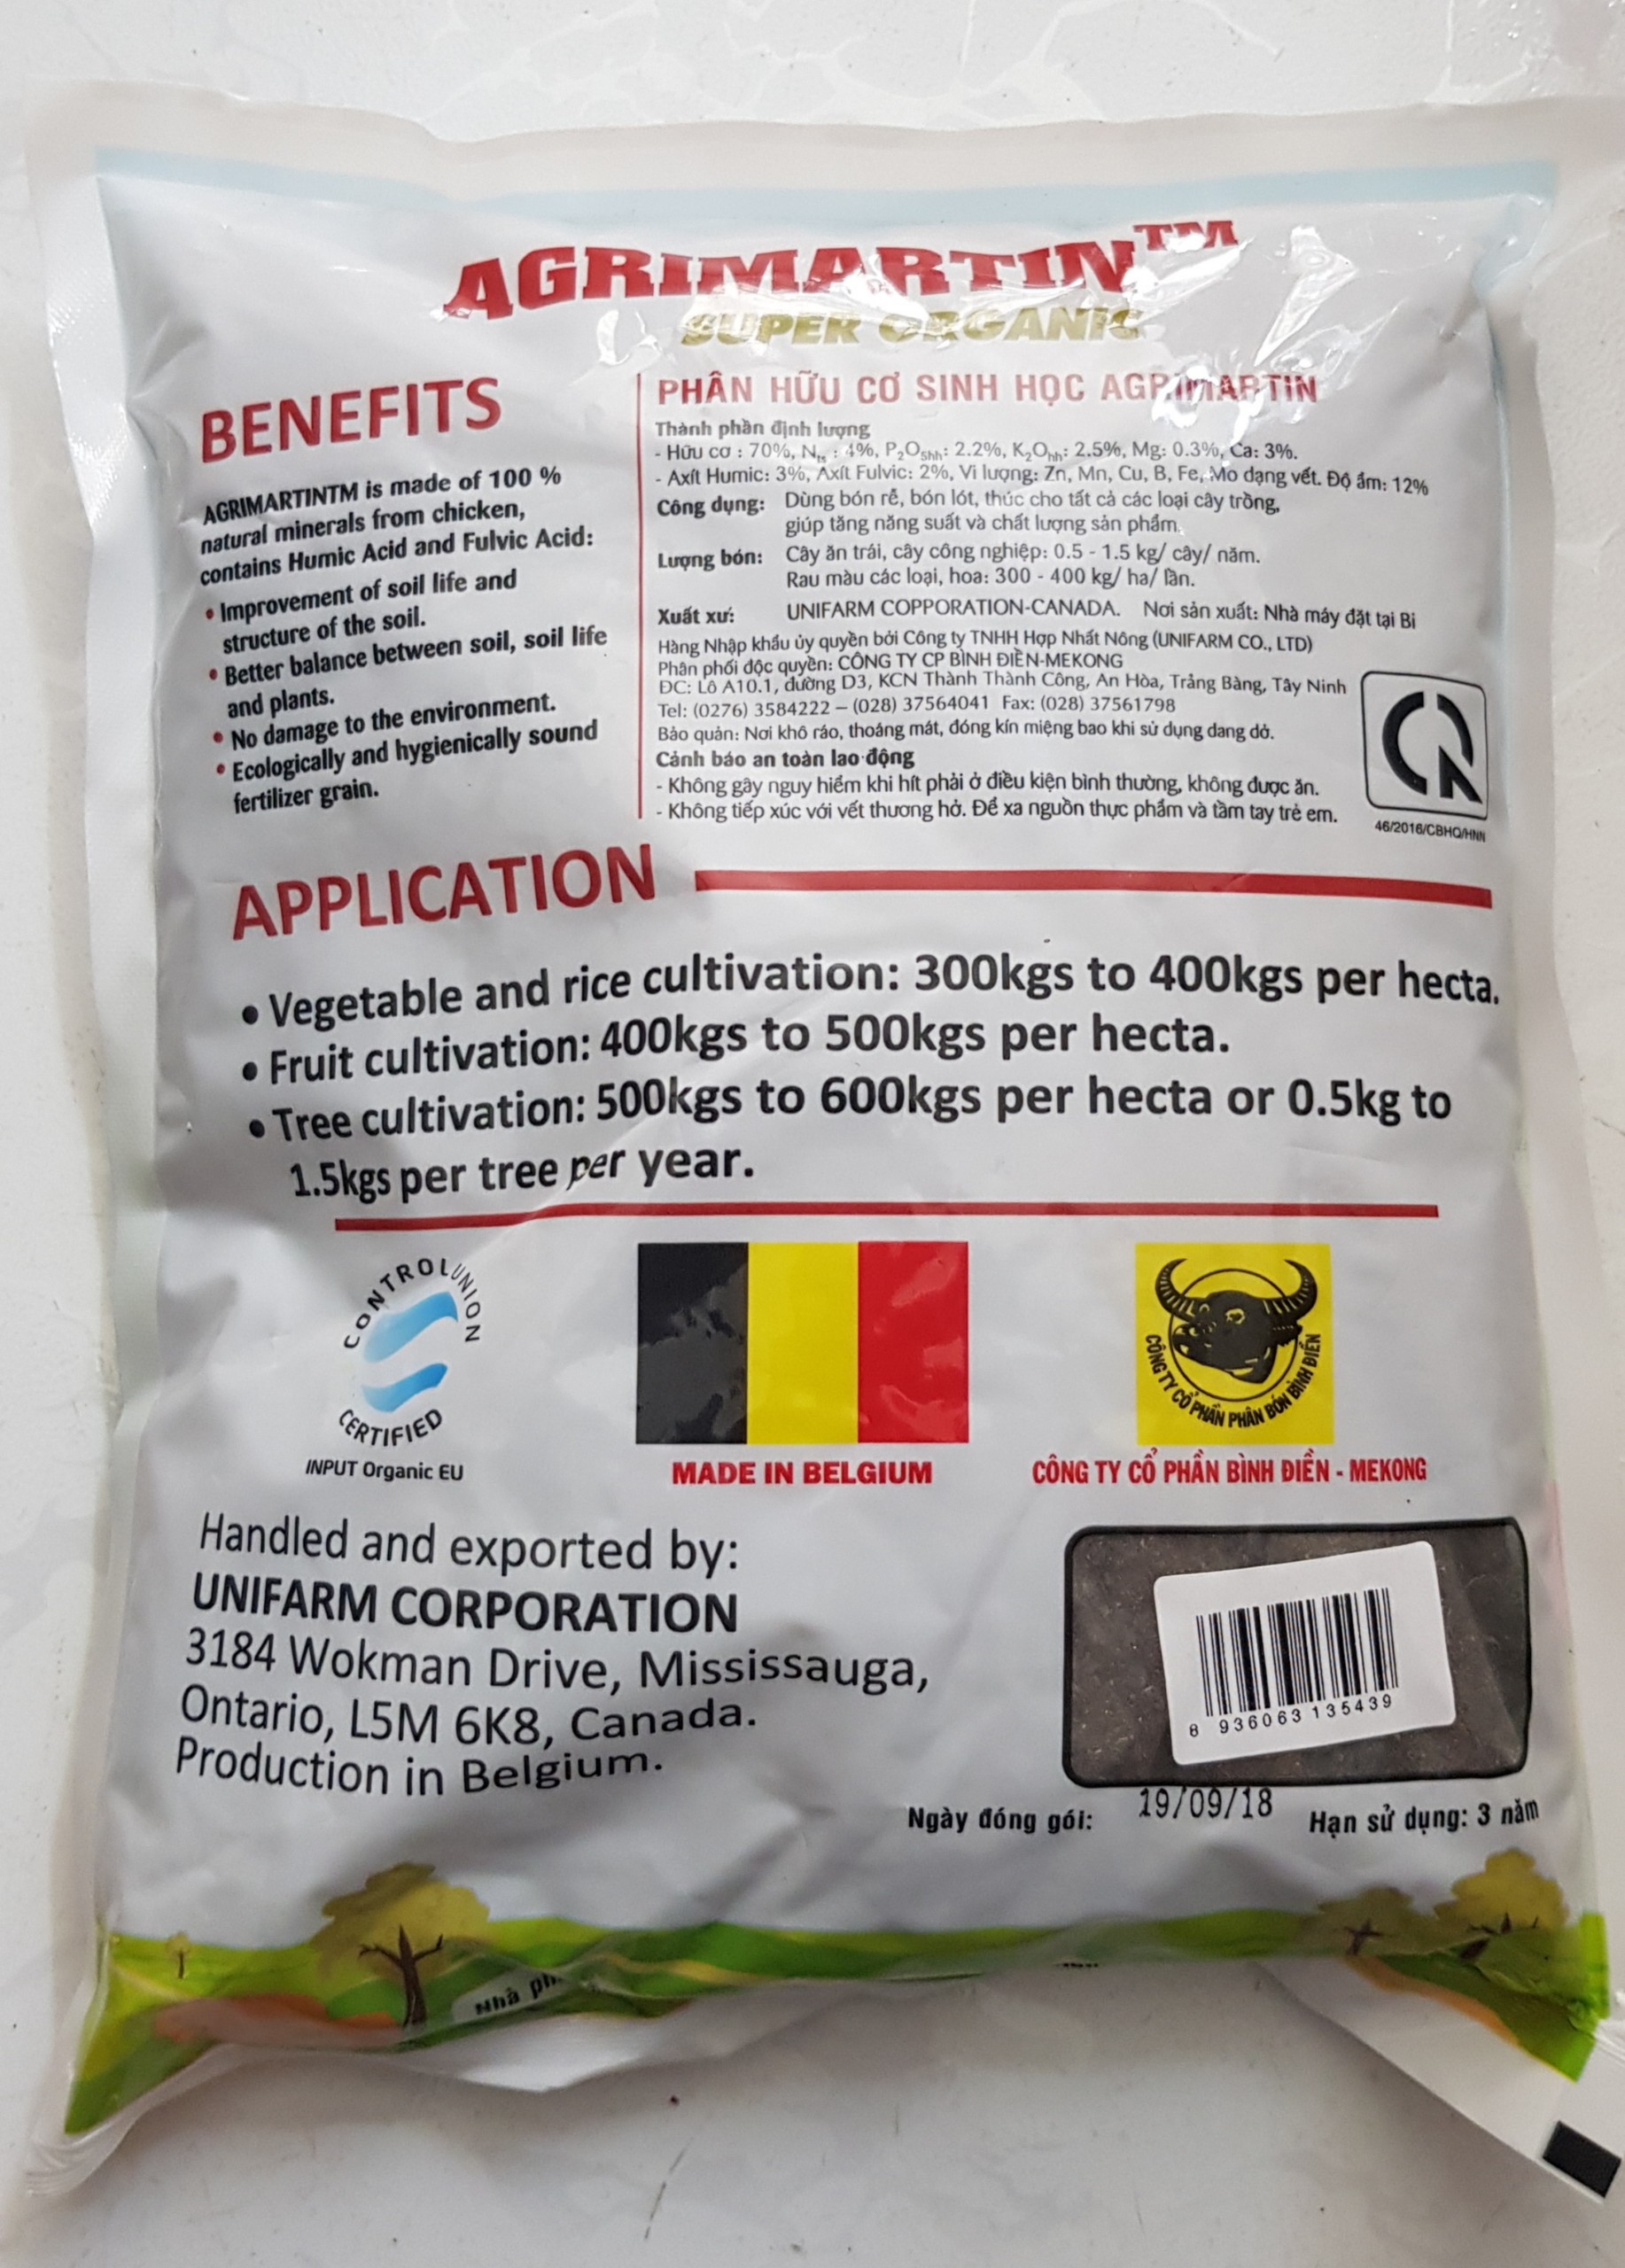 AGRIMARTIN™
SUPER ORGANIC
BENEFITS
AGRIMARTINTM is made of 100 %
natural minerals from chicken,
contains Humic Acid and Fulvic Acid:
• Improvement of soil life and
structure of the soil.
• Better balance between soil, soil life
and plants.
• No damage to the environment.
• Ecologically and hygienically sound
fertilizer grain.
PHÂN HỮU CƠ SINH HỌC AGRIMARTIN
Thành phần định lượng
- Hữu cơ : 70%, Nts : 4%, P2O5hh: 2.2%, K2Ohh: 2.5%, Mg: 0.3%, Ca: 3%.
- Axít Humic: 3%, Axít Fulvic: 2%, Vi lượng: Zn, Mn, Cu, B, Fe, Mo dạng vết. Độ ẩm: 12%
Công dụng: Dùng bón rễ, bón lót, thúc cho tất cả các loại cây trồng,
giúp tăng năng suất và chất lượng sản phẩm.
Lượng bón: Cây ăn trái, cây công nghiệp: 0.5 - 1.5 kg/ cây/ năm.
Rau màu các loại, hoa: 300 - 400 kg/ ha/ lần.
Xuất xứ: UNIFARM COPPORATION-CANADA. Nơi sản xuất: Nhà máy đặt tại Bi
Hàng Nhập khẩu ủy quyền bởi Công ty TNHH Hợp Nhất Nông (UNIFARM CO., LTD)
Phân phối độc quyền: CÔNG TY CP BÌNH ĐIỀN-MEKONG
ĐC: Lô A10.1, đường D3, KCN Thành Thành Công, An Hòa, Trảng Bàng, Tây Ninh
Tel: (0276) 3584222 – (028) 37564041 Fax: (028) 37561798
Bảo quản: Nơi khô ráo, thoáng mát, đóng kín miệng bao khi sử dụng dang dở.
Cảnh báo an toàn lao động
- Không gây nguy hiểm khi hít phải ở điều kiện bình thường, không được ăn.
- Không tiếp xúc với vết thương hở. Để xa nguồn thực phẩm và tầm tay trẻ em.
46/2016/CBHQ/HNN
APPLICATION
• Vegetable and rice cultivation: 300kgs to 400kgs per hecta.
• Fruit cultivation: 400kgs to 500kgs per hecta.
• Tree cultivation: 500kgs to 600kgs per hecta or 0.5kg to
1.5kgs per tree per year.
CONTROL UNION
CERTIFIED
INPUT Organic EU
MADE IN BELGIUM
CÔNG TY CỔ PHẦN PHÂN BÓN BÌNH ĐIỀN
CÔNG TY CỔ PHẦN BÌNH ĐIỀN - MEKONG
Handled and exported by:
UNIFARM CORPORATION
3184 Wokman Drive, Mississauga,
Ontario, L5M 6K8, Canada.
Production in Belgium.
8 936063 135439
Ngày đóng gói: 19/09/18 Hạn sử dụng: 3 năm
Nhà ph